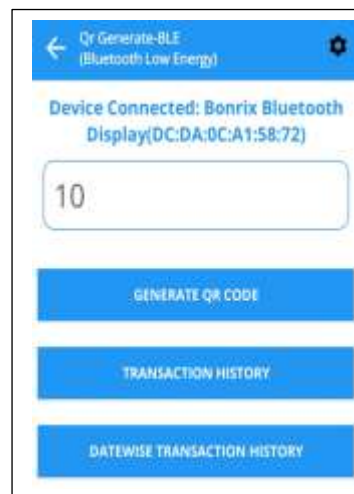 Qr Generate-BLE
(Bluetooth Low Energy)
Device Connected: Bonrix Bluetooth
Display(DC:DA:0C:A1:58:72)
10
GENERATE QR CODE
TRANSACTION HISTORY
DATEWISE TRANSACTION HISTORY